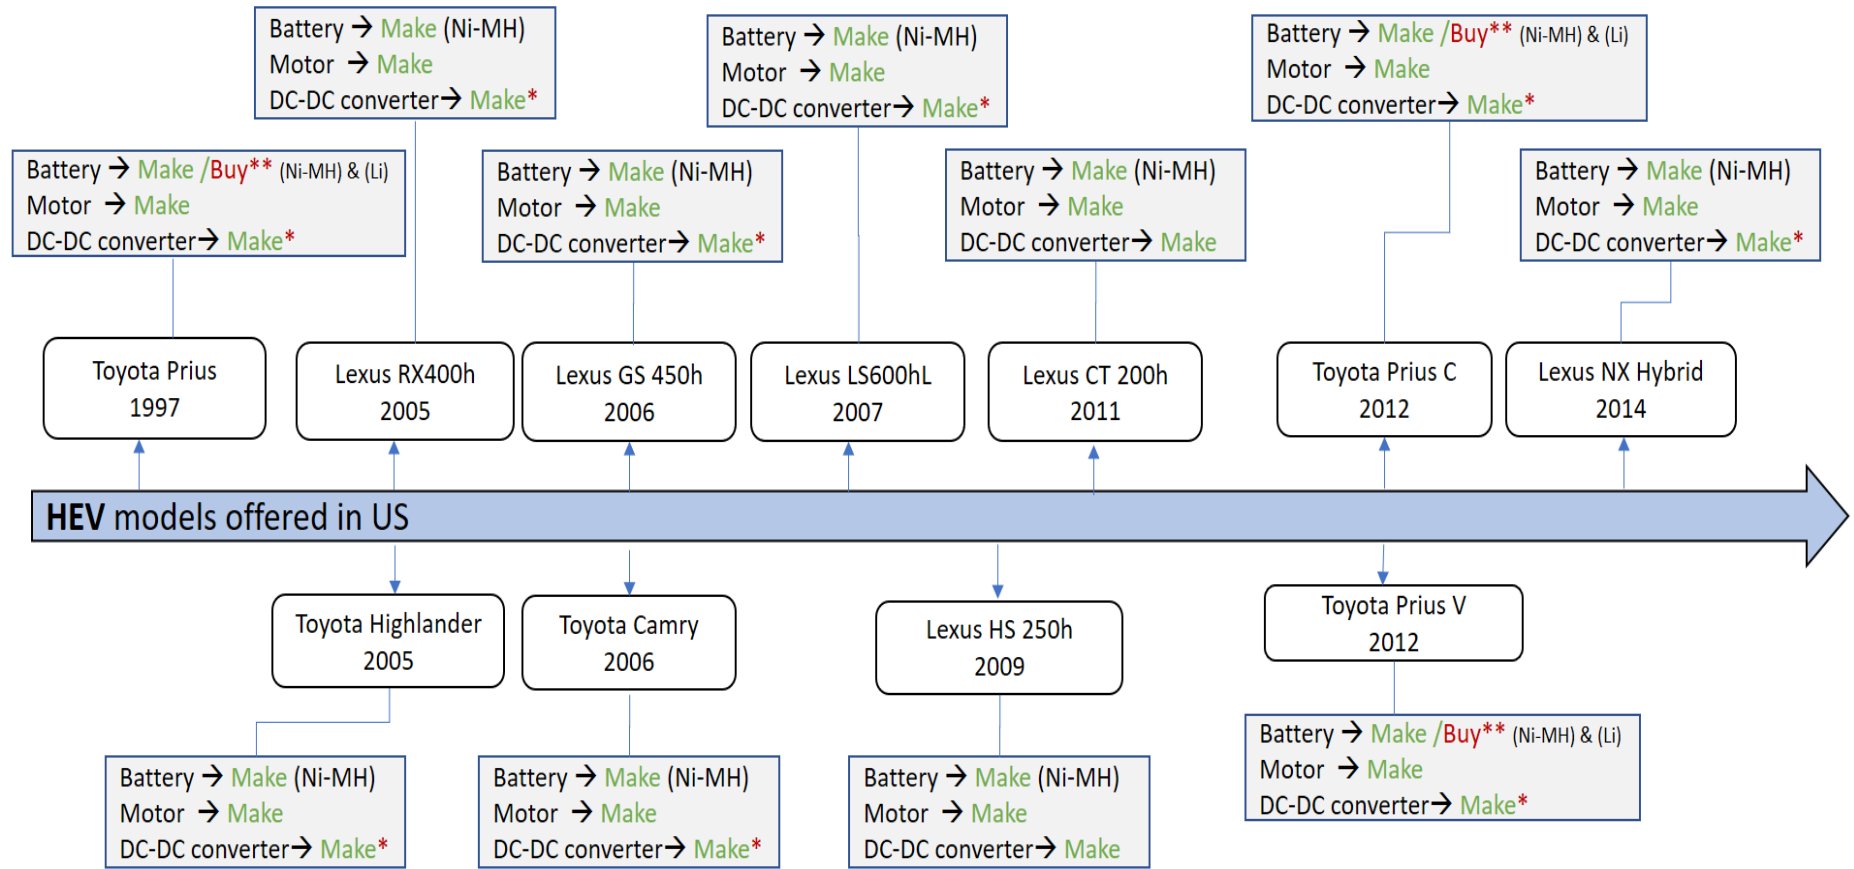 Battery → Make (Ni-MH)
Motor → Make
DC-DC converter→ Make*
Battery → Make (Ni-MH)
Motor → Make
DC-DC converter→ Make*
Battery → Make /Buy** (Ni-MH) & (Li)
Motor → Make
DC-DC converter→ Make*
Battery → Make /Buy** (Ni-MH) & (Li)
Motor → Make
DC-DC converter→ Make*
Battery → Make (Ni-MH)
Motor → Make
DC-DC converter→ Make*
Battery → Make (Ni-MH)
Motor → Make
DC-DC converter→ Make
Battery → Make (Ni-MH)
Motor → Make
DC-DC converter→ Make*
Toyota Prius
1997
Lexus RX400h
2005
Lexus GS 450h
2006
Lexus LS600hL
2007
Lexus CT 200h
2011
Toyota Prius C
2012
Lexus NX Hybrid
2014
HEV models offered in US
Toyota Highlander
2005
Toyota Camry
2006
Lexus HS 250h
2009
Toyota Prius V
2012
Battery → Make (Ni-MH)
Motor → Make
DC-DC converter→ Make*
Battery → Make (Ni-MH)
Motor → Make
DC-DC converter→ Make*
Battery → Make (Ni-MH)
Motor → Make
DC-DC converter→ Make
Battery → Make /Buy** (Ni-MH) & (Li)
Motor → Make
DC-DC converter→ Make*